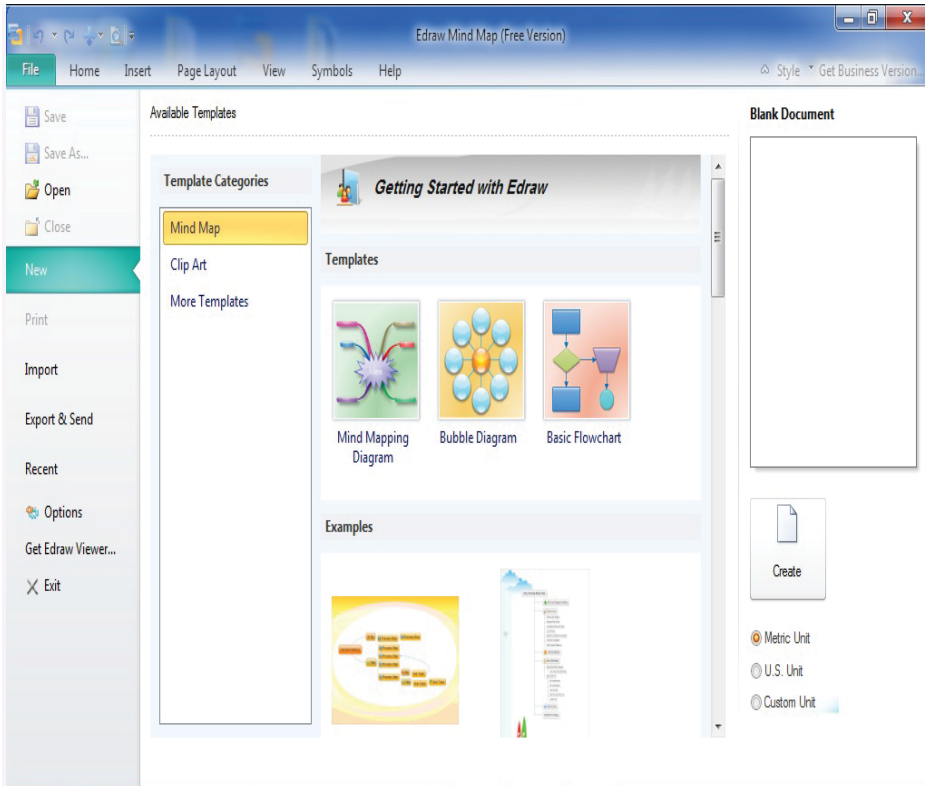 Edraw Mind Map (Free Version)
File Home Insert Page Layout View Symbols Help
Style Get Business Version...
Save
Save As...
Open
Close
New
Print
Import
Export & Send
Recent
Options
Get Edraw Viewer...
Exit
Available Templates
Template Categories
Mind Map
Clip Art
More Templates
Getting Started with Edraw
Templates
Mind Mapping
Diagram
Bubble Diagram
Basic Flowchart
Examples
Blank Document
Create
Metric Unit
U.S. Unit
Custom Unit